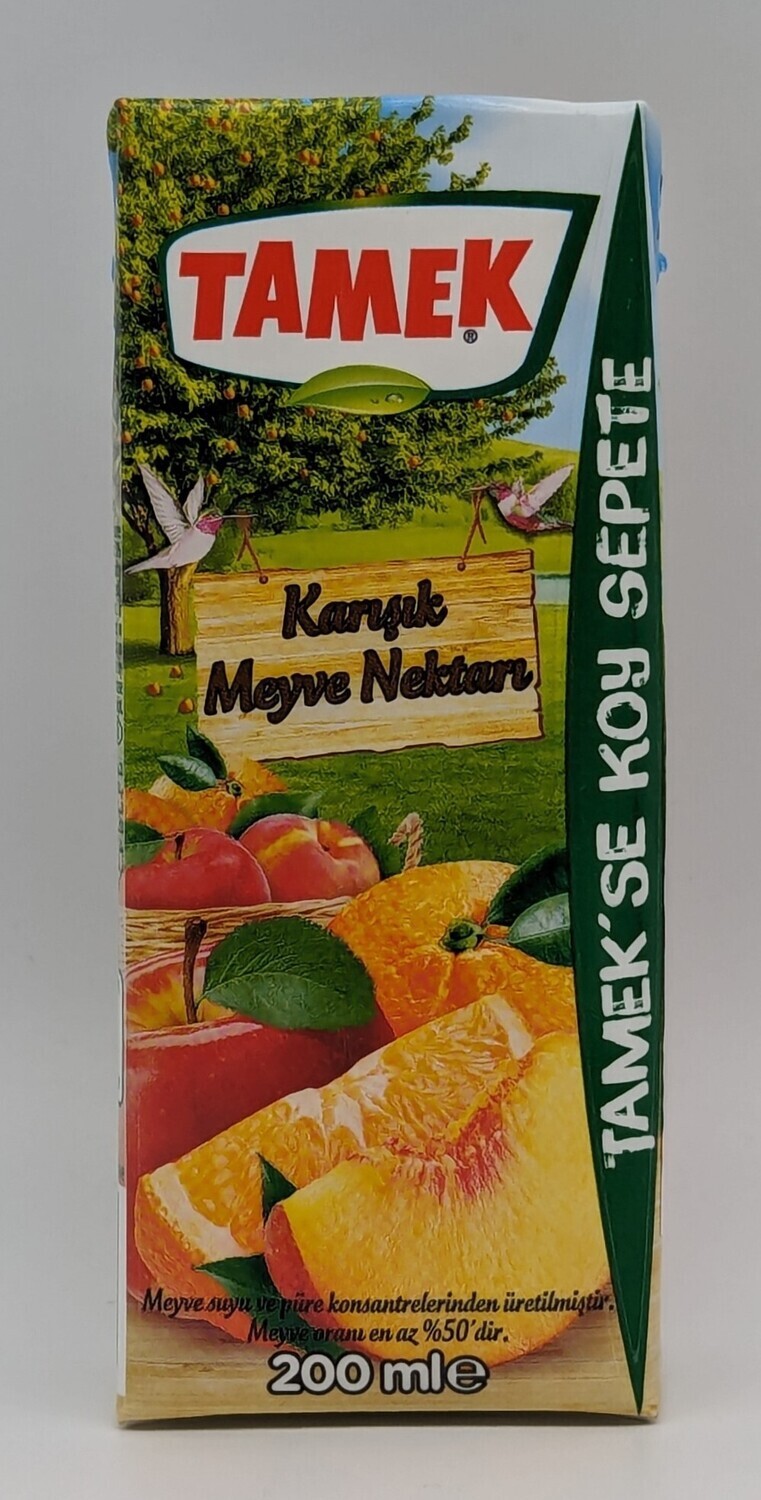 TAMEK
®
Karışık
Meyve Nektarı
TAMEK'SE KOY SEPETE
Meyve suyu ve püre konsantrelerinden üretilmiştir.
Meyve oranı en az %50'dir.
200 ml e